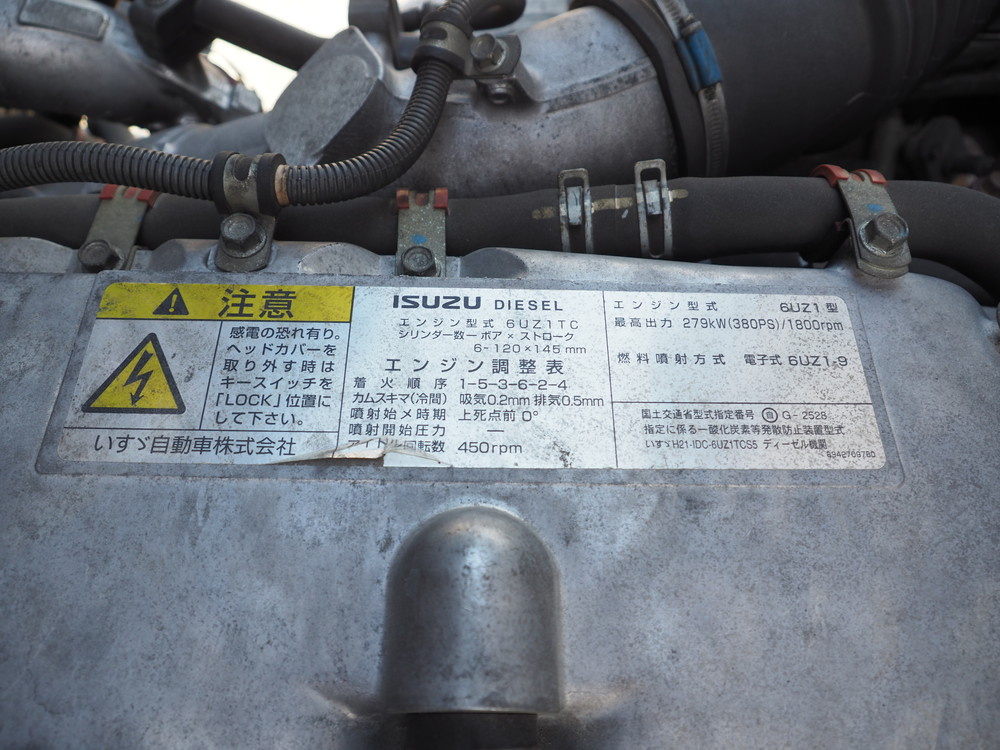 注意
感電の恐れ有り。
ヘッドカバーを
取り外す時は
キースイッチを
「LOCK」位置に
して下さい。
いすゞ自動車株式会社
ISUZU DIESEL
エンジン型式 6UZ1TC
シリンダー数ーボア×ストローク
6-120×145mm
エンジン調整表
着火順序 1-5-3-6-2-4
カムスキマ(冷間) 吸気0.2mm 排気0.5mm
噴射始メ時期 上死点前 0°
噴射開始圧力 ー
アイドル回転数 450rpm
エンジン型式 6UZ1型
最高出力 279kW(380PS)/1800rpm
燃料噴射方式 電子式 6UZ1-9
国土交通省型式指定番号 自 G-2528
指定に係る一酸化炭素等発散防止装置型式
いすゞH21-IDC-6UZ1TCS5 ディーゼル機関
8942769780